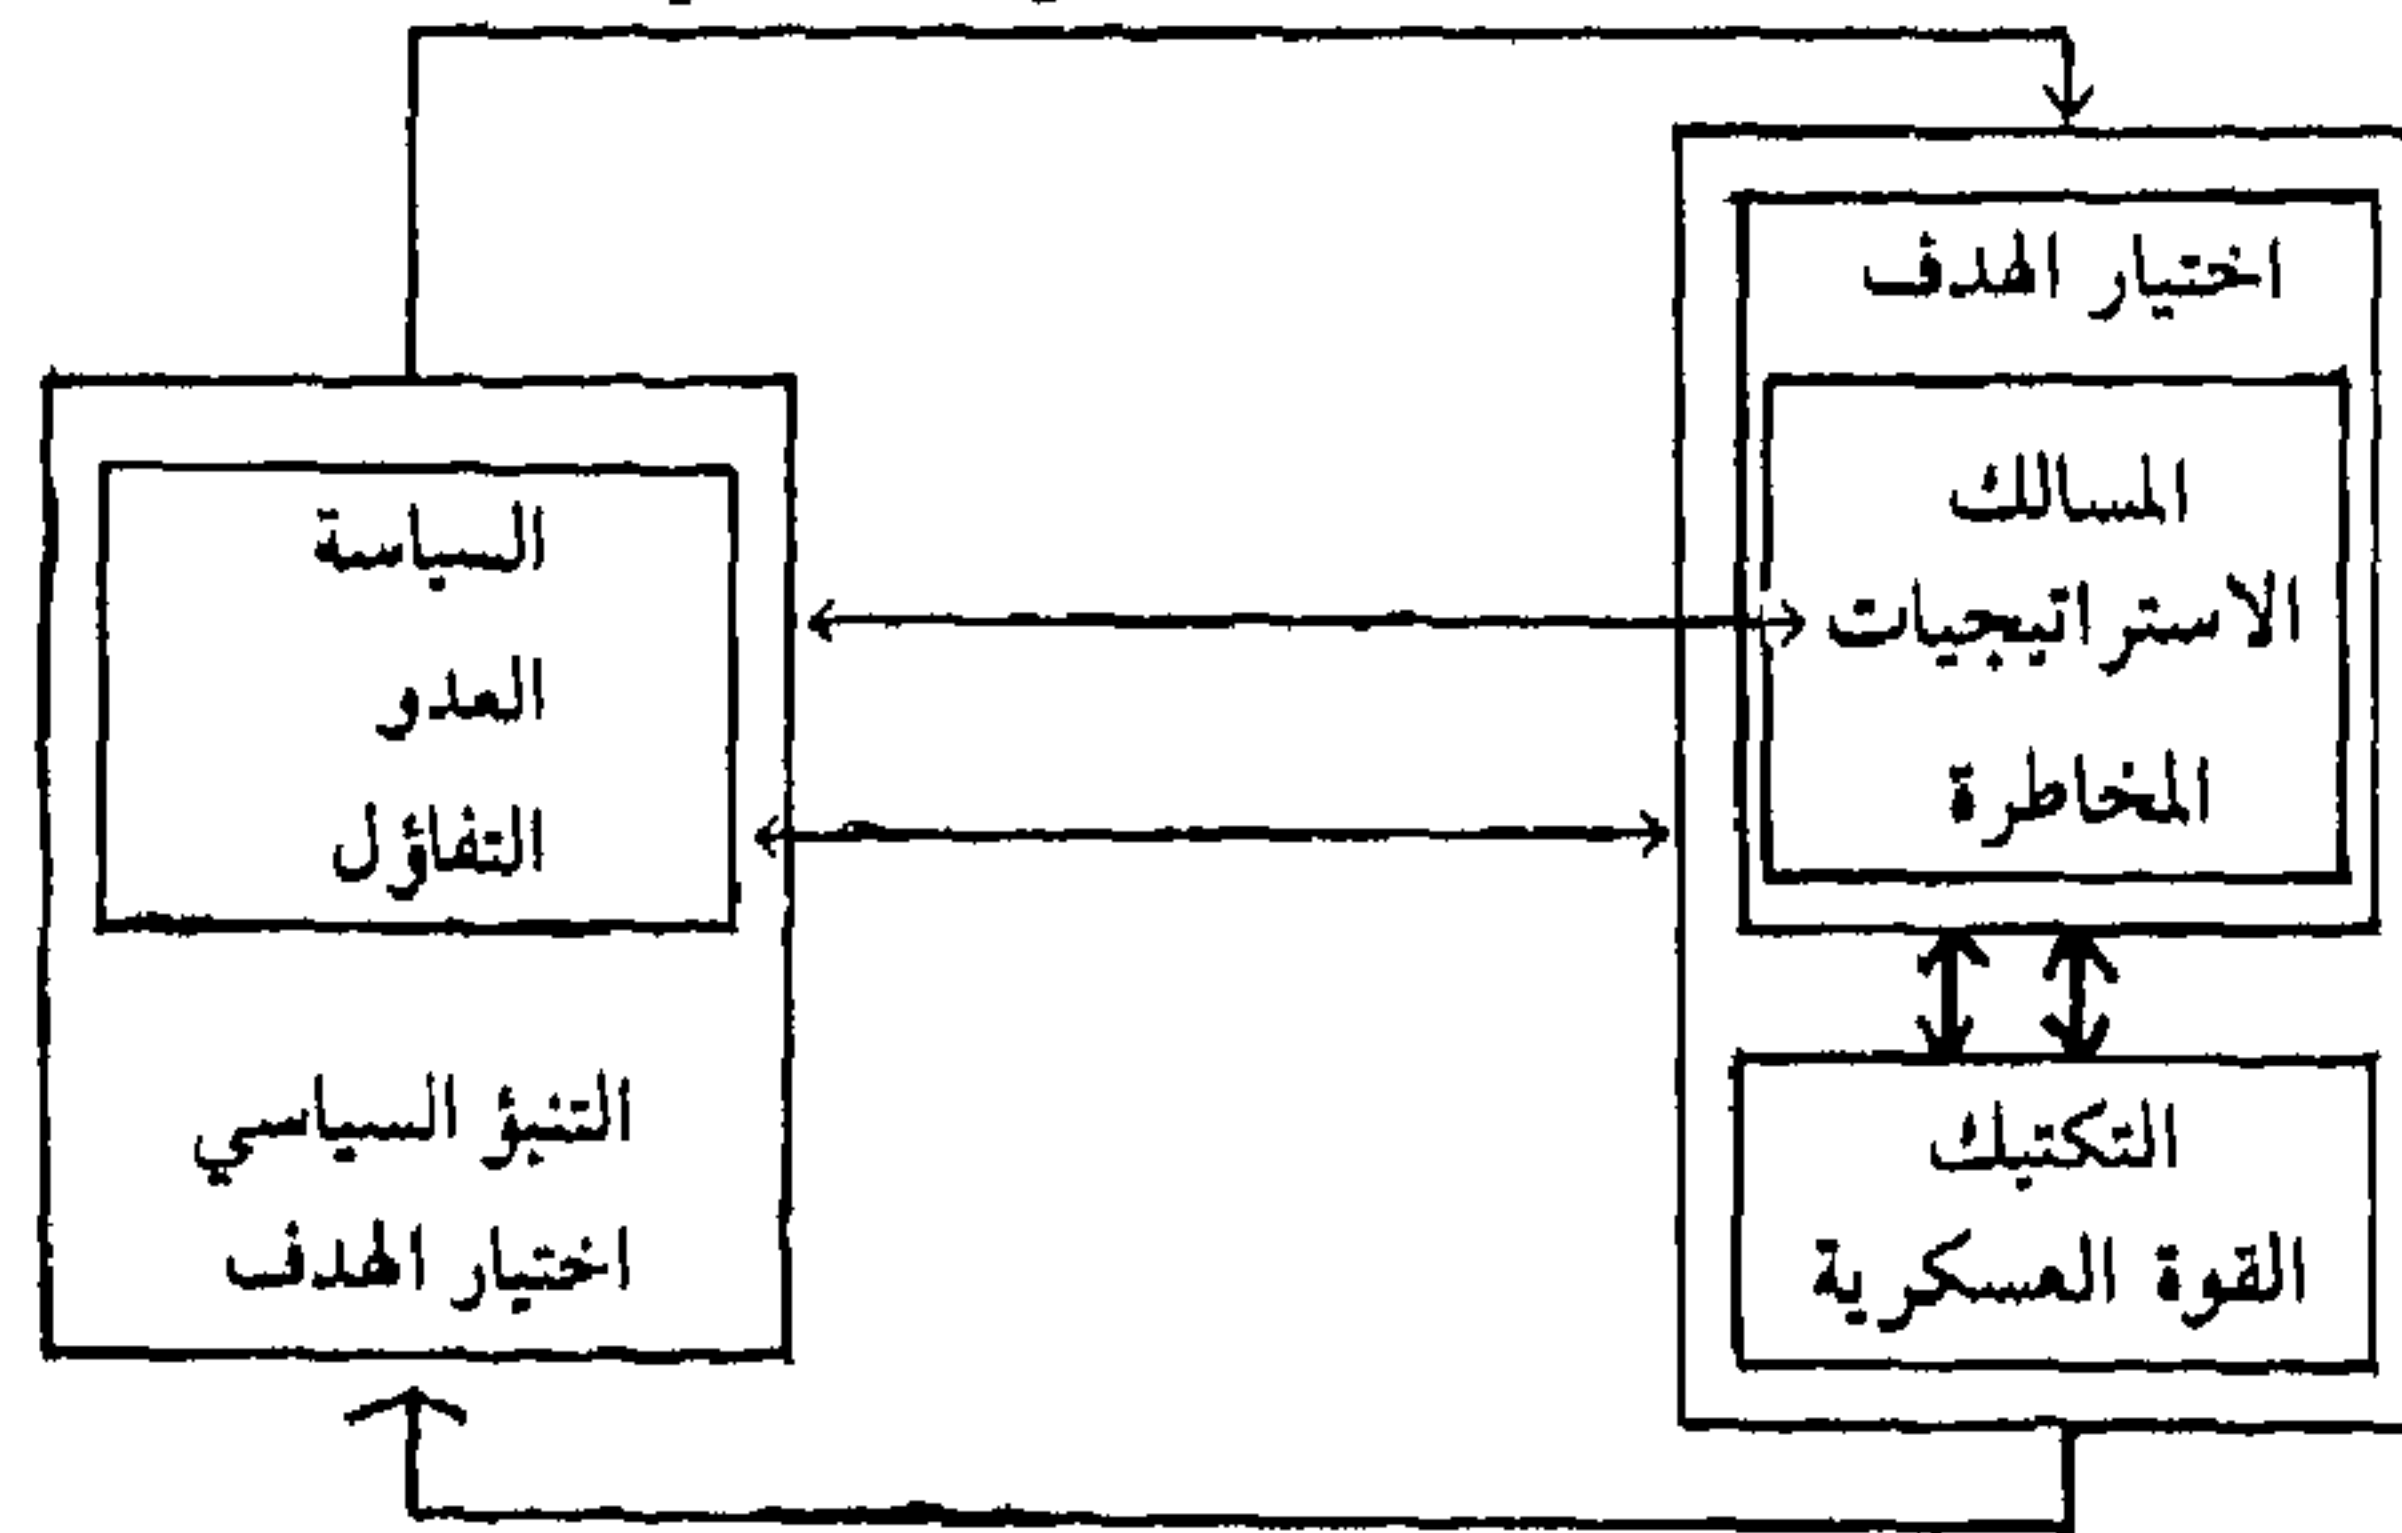 اختيار الهدف
المسالك
الاستراتيجيات
المخاطرة
التكتيك
القوة العسكرية
السياسة
العدو
التفاؤل
التنبؤ السياسي
اختيار الهدف